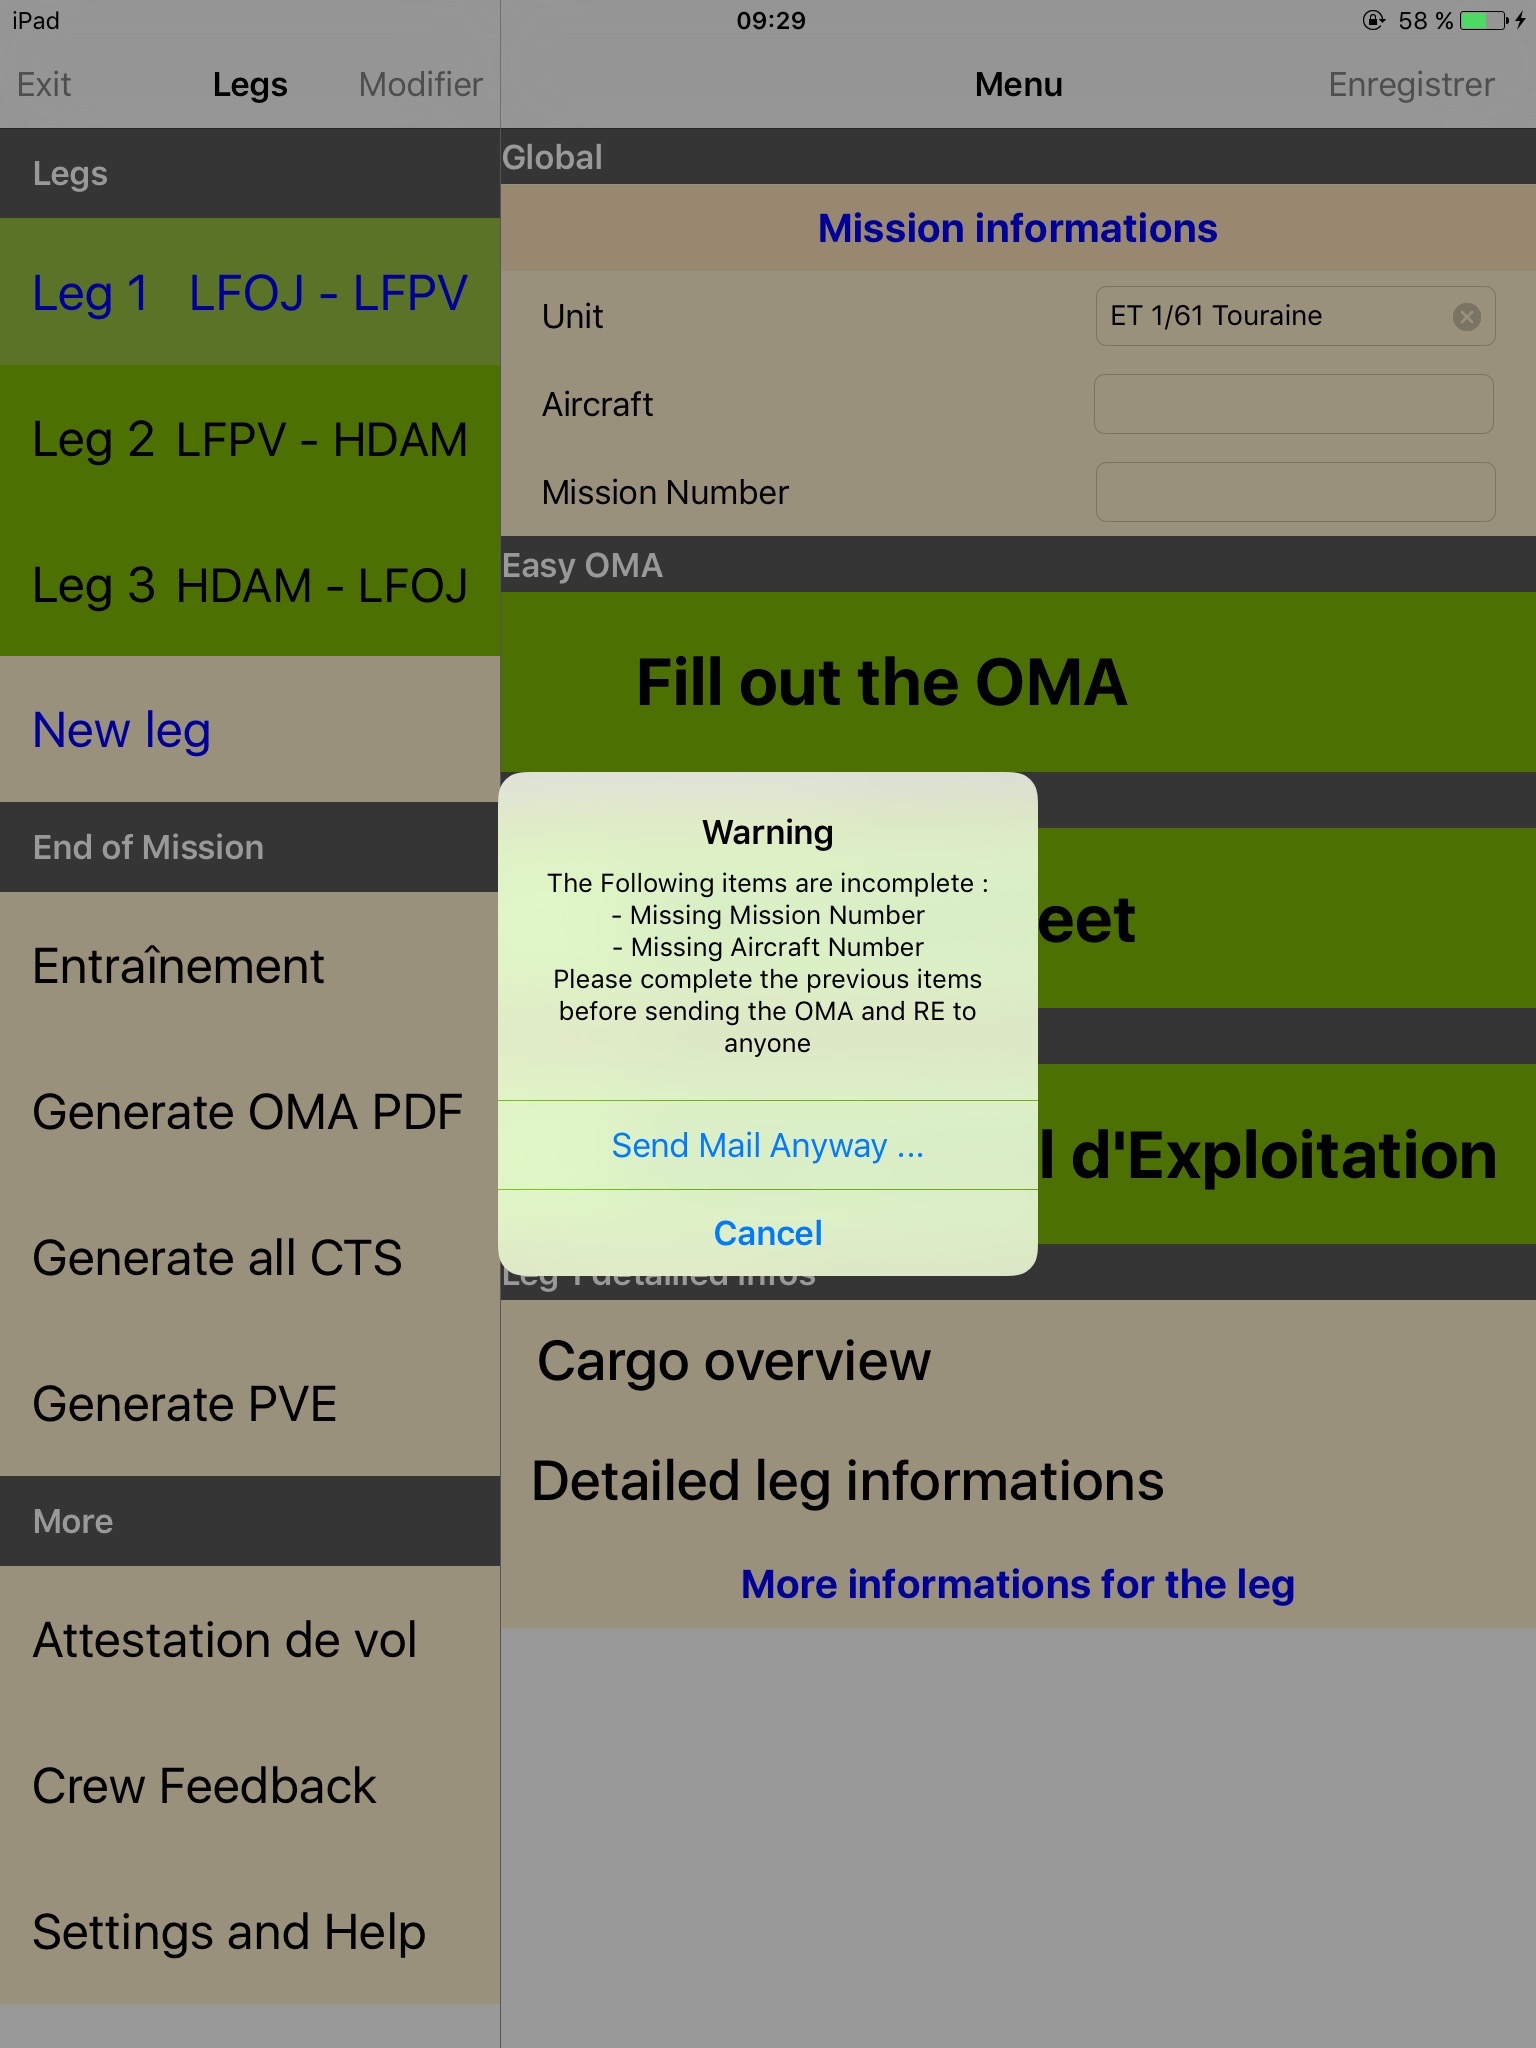 iPad 09:29 58 %
Exit Legs Modifier
Menu Enregistrer
Legs
Leg 1 LFOJ - LFPV
Leg 2 LFPV - HDAM
Leg 3 HDAM - LFOJ
New leg
End of Mission
Entraînement
Generate OMA PDF
Generate all CTS
Generate PVE
More
Attestation de vol
Crew Feedback
Settings and Help
Global
Mission informations
Unit ET 1/61 Touraine
Aircraft
Mission Number
Easy OMA
Fill out the OMA
eet
l d'Exploitation
Warning
The Following items are incomplete :
- Missing Mission Number
- Missing Aircraft Number
Please complete the previous items
before sending the OMA and RE to
anyone
Send Mail Anyway ...
Cancel
Leg 1 detailled infos
Cargo overview
Detailed leg informations
More informations for the leg